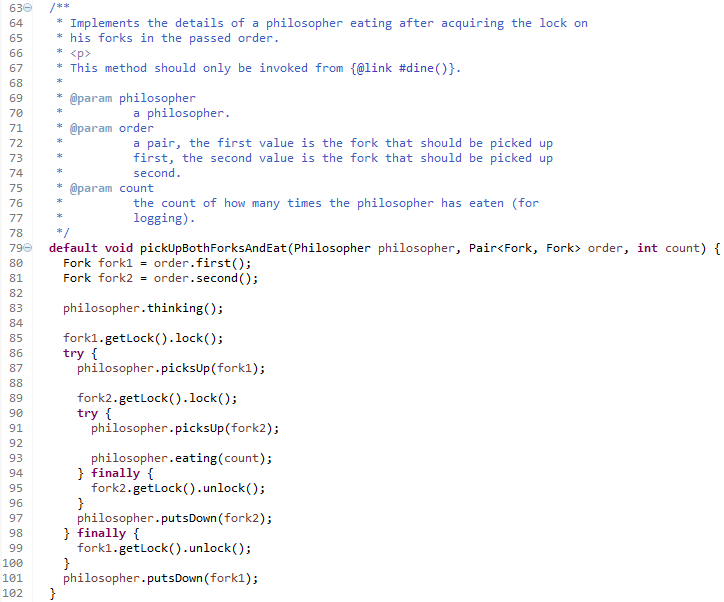 63 /**
64 * Implements the details of a philosopher eating after acquiring the lock on
65 * his forks in the passed order.
66 * <p>
67 * This method should only be invoked from {@link #dine()}.
68 *
69 * @param philosopher
70 *          a philosopher.
71 * @param order
72 *          a pair, the first value is the fork that should be picked up
73 *          first, the second value is the fork that should be picked up
74 *          second.
75 * @param count
76 *          the count of how many times the philosopher has eaten (for
77 *          logging).
78 */
79 default void pickUpBothForksAndEat(Philosopher philosopher, Pair<Fork, Fork> order, int count) {
80   Fork fork1 = order.first();
81   Fork fork2 = order.second();
82
83   philosopher.thinking();
84
85   fork1.getLock().lock();
86   try {
87     philosopher.picksUp(fork1);
88
89     fork2.getLock().lock();
90     try {
91       philosopher.picksUp(fork2);
92
93       philosopher.eating(count);
94     } finally {
95       fork2.getLock().unlock();
96     }
97     philosopher.putsDown(fork2);
98   } finally {
99     fork1.getLock().unlock();
100   }
101   philosopher.putsDown(fork1);
102 }